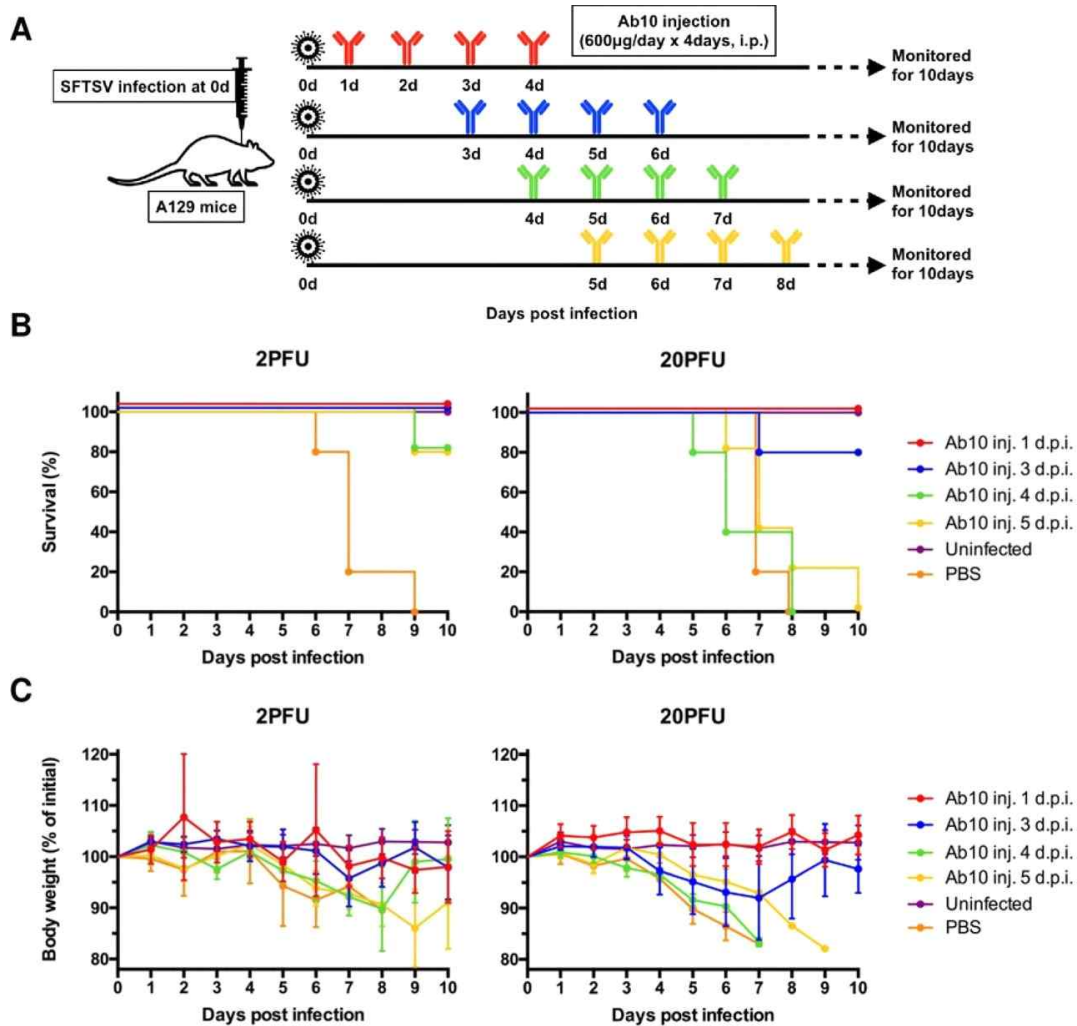 A
Ab10 injection
(600µg/day x 4days, i.p.)
SFTSV infection at 0d
A129 mice
0d 1d 2d 3d 4d
Monitored
for 10days
0d 3d 4d 5d 6d
Monitored
for 10days
0d 4d 5d 6d 7d
Monitored
for 10days
0d 5d 6d 7d 8d
Monitored
for 10days
Days post infection
B
2PFU
Survival (%)
100
80
60
40
20
0
0 1 2 3 4 5 6 7 8 9 10
Days post infection
20PFU
100
80
60
40
20
0
0 1 2 3 4 5 6 7 8 9 10
Days post infection
Ab10 inj. 1 d.p.i.
Ab10 inj. 3 d.p.i.
Ab10 inj. 4 d.p.i.
Ab10 inj. 5 d.p.i.
Uninfected
PBS
C
2PFU
Body weight (% of initial)
120
110
100
90
80
0 1 2 3 4 5 6 7 8 9 10
Days post infection
20PFU
120
110
100
90
80
0 1 2 3 4 5 6 7 8 9 10
Days post infection
Ab10 inj. 1 d.p.i.
Ab10 inj. 3 d.p.i.
Ab10 inj. 4 d.p.i.
Ab10 inj. 5 d.p.i.
Uninfected
PBS